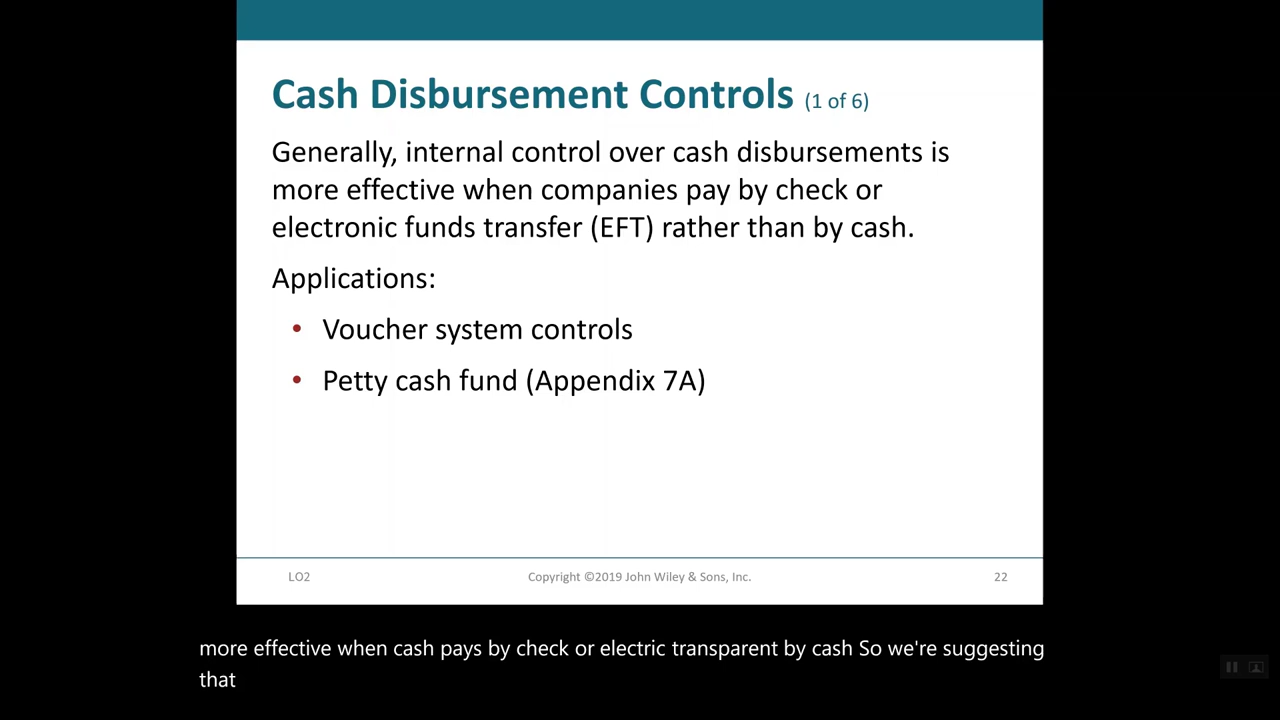 Cash Disbursement Controls (1 of 6)
Generally, internal control over cash disbursements is
more effective when companies pay by check or
electronic funds transfer (EFT) rather than by cash.
Applications:
• Voucher system controls
• Petty cash fund (Appendix 7A)
LO2 Copyright ©2019 John Wiley & Sons, Inc. 22
more effective when cash pays by check or electric transparent by cash So we're suggesting
that